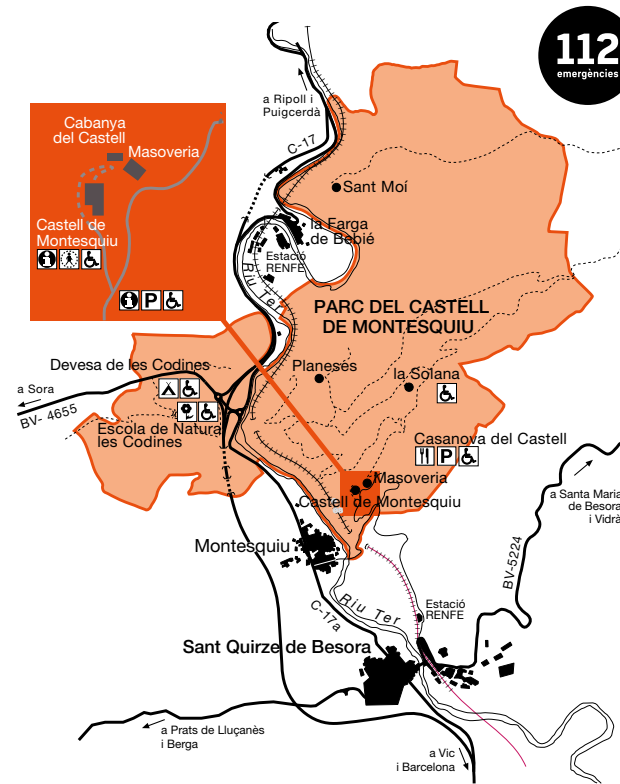 112
emergències
a Ripoll i
Puigcerdà
C-17
Cabanya
del Castell
Masoveria
Castell de
Montesquiu
P
Sant Moí
la Farga
de Bebié
Estació
RENFE
Riu Ter
PARC DEL CASTELL
DE MONTESQUIU
Devesa de les Codines
a Sora
BV- 4655
Escola de Natura
les Codines
Planeses
la Solana
Casanova del Castell
P
Masoveria
Castell de Montesquiu
a Santa Maria
de Besora
i Vidrà
BV-5224
Montesquiu
C-17a
Riu Ter
Estació
RENFE
Sant Quirze de Besora
a Prats de Lluçanès
i Berga
a Vic
i Barcelona